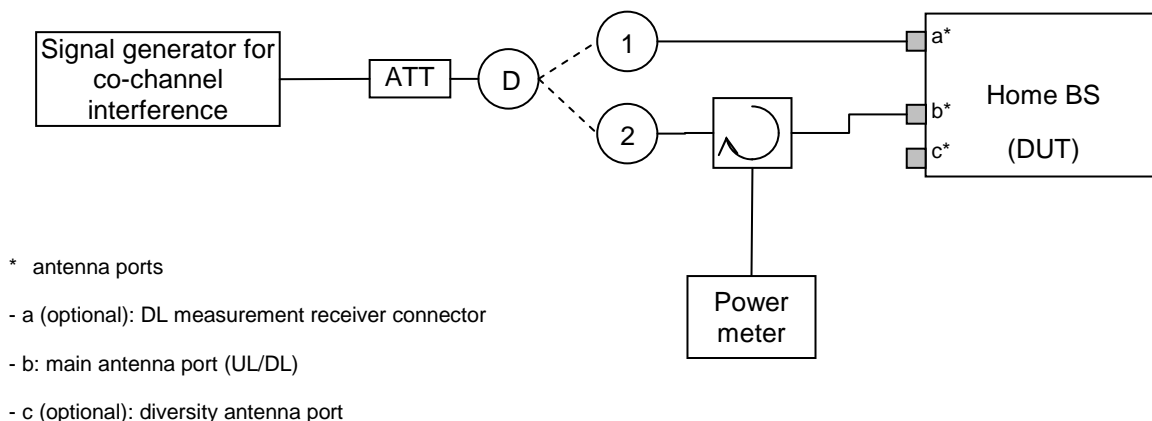 Signal generator for
co-channel
interference
ATT
D
1
2
a*
b*
c*
Home BS
(DUT)
Power
meter
* antenna ports
- a (optional): DL measurement receiver connector
- b: main antenna port (UL/DL)
- c (optional): diversity antenna port